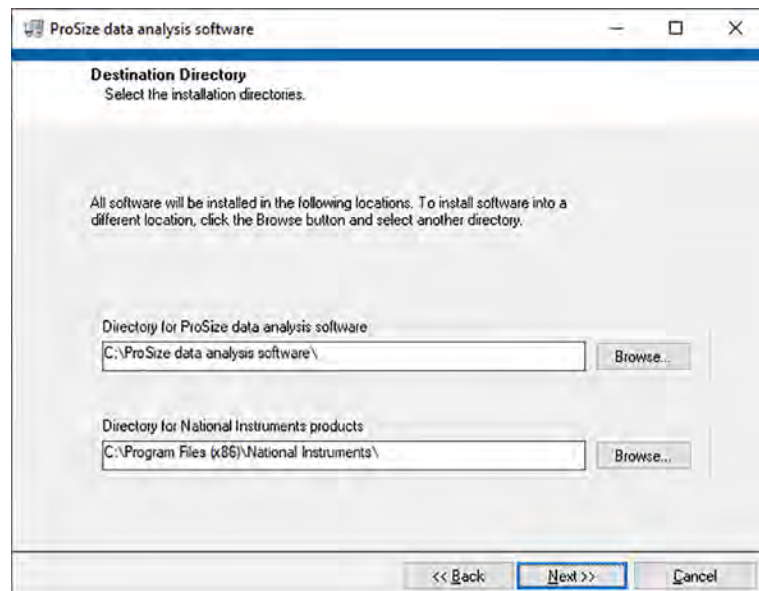 ProSize data analysis software
Destination Directory
Select the installation directories.
All software will be installed in the following locations. To install software into a
different location, click the Browse button and select another directory.
Directory for ProSize data analysis software
C:\ProSize data analysis software\
Browse...
Directory for National Instruments products
C:\Program Files (x86)\National Instruments\
Browse...
<< Back
Next >>
Cancel